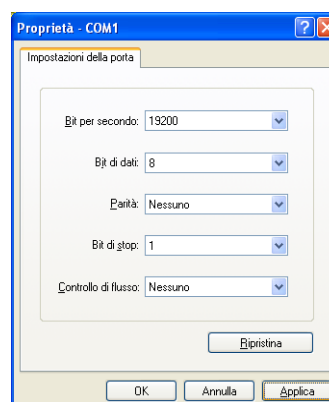 Proprietà - COM1
Impostazioni della porta
Bit per secondo: 19200
Bit di dati: 8
Parità: Nessuno
Bit di stop: 1
Controllo di flusso: Nessuno
Ripristina
OK Annulla Applica